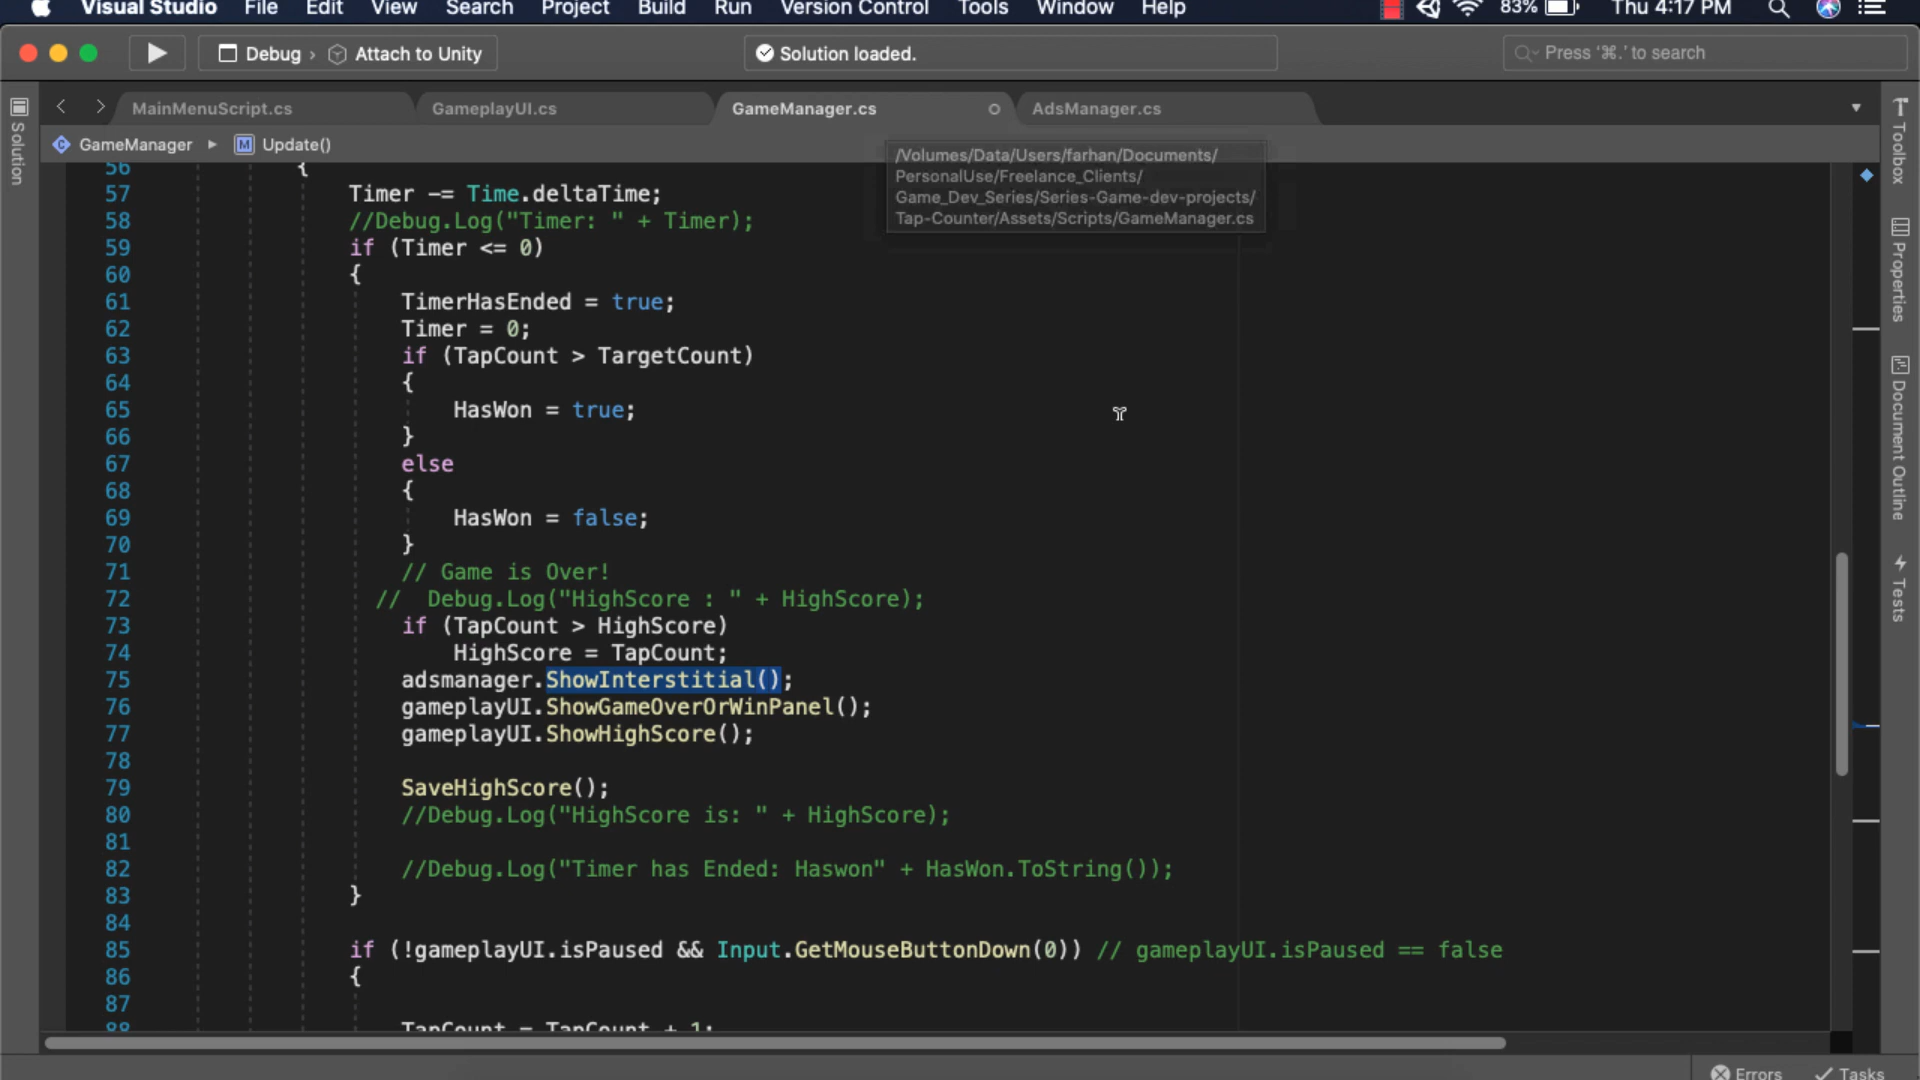 Visual Studio File Edit View Search Project Build Run Version Control Tools Window Help 83% Thu 4:17 PM
Debug › Attach to Unity Solution loaded. Press '⌘.' to search
MainMenuScript.cs GameplayUI.cs GameManager.cs AdsManager.cs
GameManager ▸ M Update()
/Volumes/Data/Users/farhan/Documents/
PersonalUse/Freelance_Clients/
Game_Dev_Series/Series-Game-dev-projects/
Tap-Counter/Assets/Scripts/GameManager.cs
Solution
Toolbox
Properties
Document Outline
Tests
56 {
57 Timer -= Time.deltaTime;
58 //Debug.Log("Timer: " + Timer);
59 if (Timer <= 0)
60 {
61 TimerHasEnded = true;
62 Timer = 0;
63 if (TapCount > TargetCount)
64 {
65 HasWon = true;
66 }
67 else
68 {
69 HasWon = false;
70 }
71 // Game is Over!
72 // Debug.Log("HighScore : " + HighScore);
73 if (TapCount > HighScore)
74 HighScore = TapCount;
75 adsmanager.ShowInterstitial();
76 gameplayUI.ShowGameOverOrWinPanel();
77 gameplayUI.ShowHighScore();
78
79 SaveHighScore();
80 //Debug.Log("HighScore is: " + HighScore);
81
82 //Debug.Log("Timer has Ended: Haswon" + HasWon.ToString());
83 }
84
85 if (!gameplayUI.isPaused && Input.GetMouseButtonDown(0)) // gameplayUI.isPaused == false
86 {
87
88 TapCount = TapCount + 1;
Errors Tasks